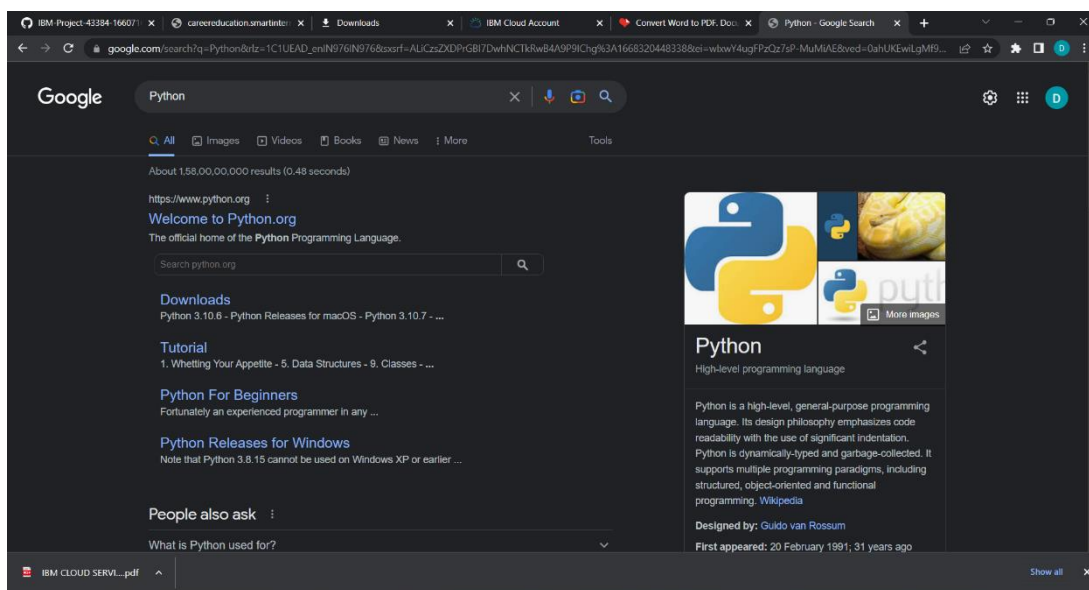 IBM-Project-43384-166071
careereducation.smartintern
Downloads
IBM Cloud Account
Convert Word to PDF. Docu
Python - Google Search
google.com/search?q=Python&rlz=1C1UEAD_enIN976IN976&sxsrf=
Google
Python
All
Images
Videos
Books
News
More
Tools
About 1,58,00,00,000 results (0.48 seconds)
https://www.python.org
Welcome to Python.org
The official home of the Python Programming Language.
Search python.org
Downloads
Python 3.10.6 - Python Releases for macOS - Python 3.10.7 - ...
Tutorial
1. Whetting Your Appetite - 5. Data Structures - 9. Classes - ...
Python For Beginners
Fortunately an experienced programmer in any ...
Python Releases for Windows
Note that Python 3.8.15 cannot be used on Windows XP or earlier ...
People also ask
What is Python used for?
D
D
pyth
More images
Python
High-level programming language
Python is a high-level, general-purpose programming
language. Its design philosophy emphasizes code
readability with the use of significant indentation.
Python is dynamically-typed and garbage-collected. It
supports multiple programming paradigms, including
structured, object-oriented and functional
programming. Wikipedia
Designed by: Guido van Rossum
First appeared: 20 February 1991; 31 years ago
IBM CLOUD SERVI....pdf
Show all